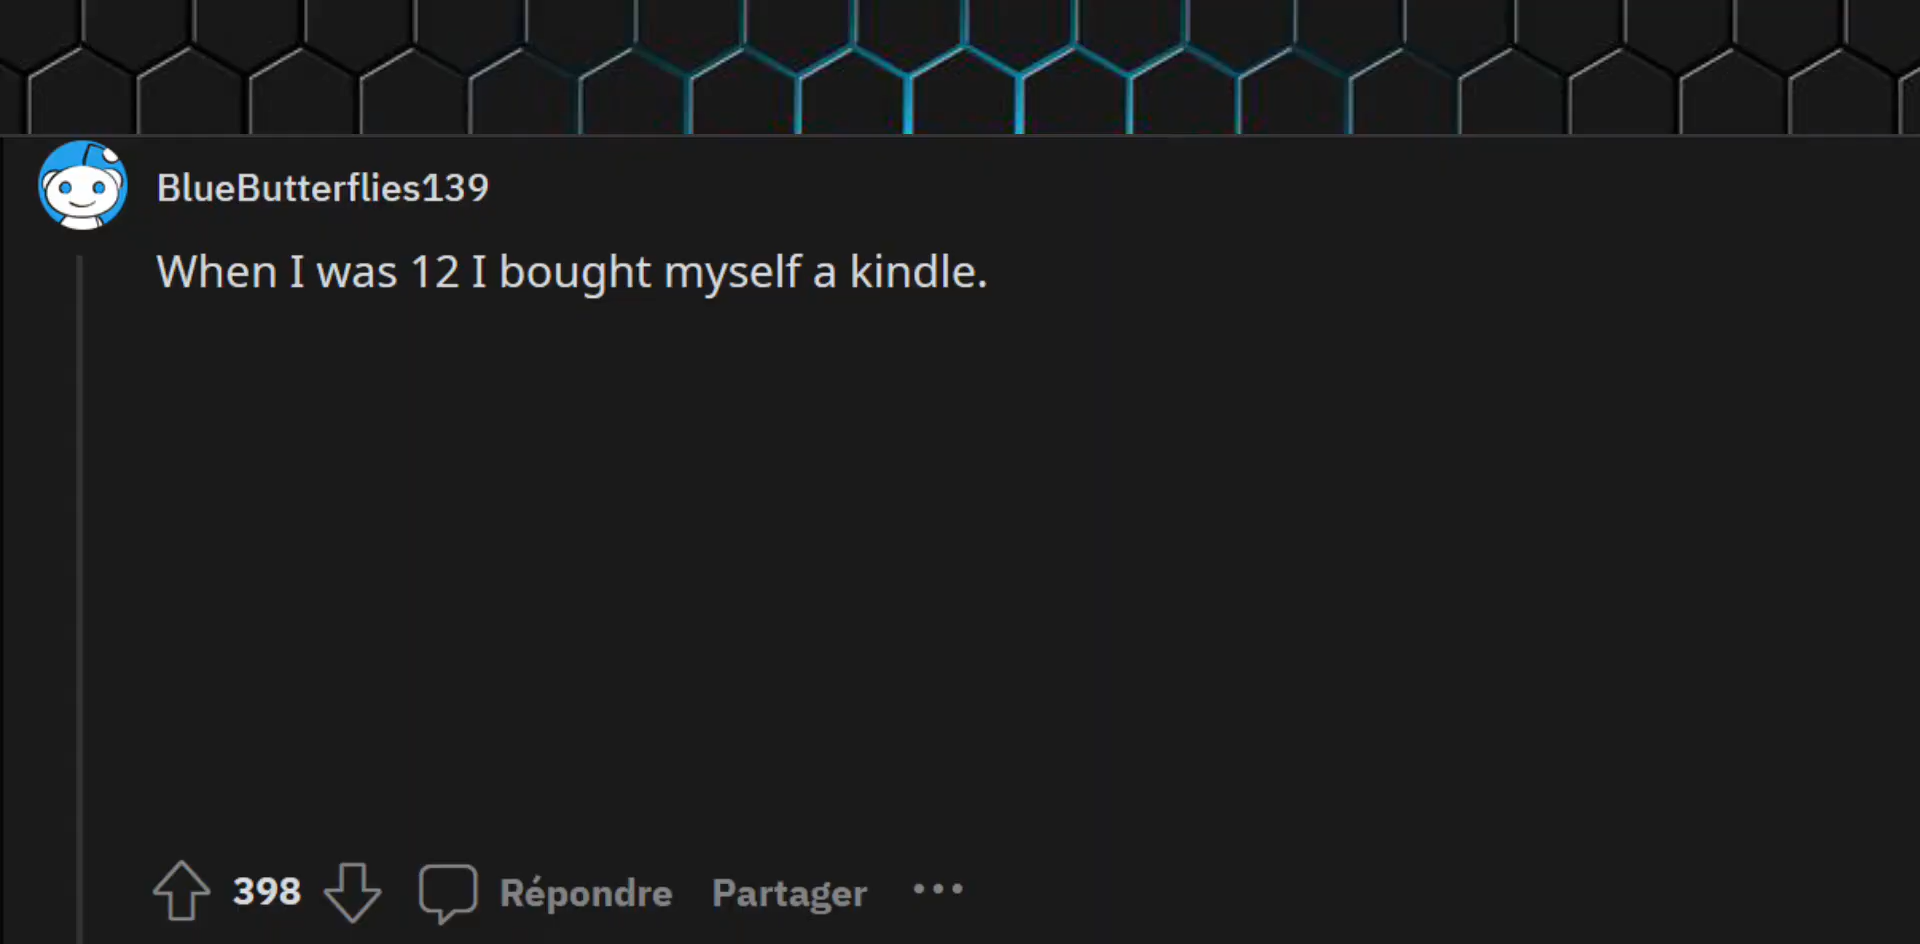 BlueButterflies139
When I was 12 I bought myself a kindle.
398 Répondre Partager